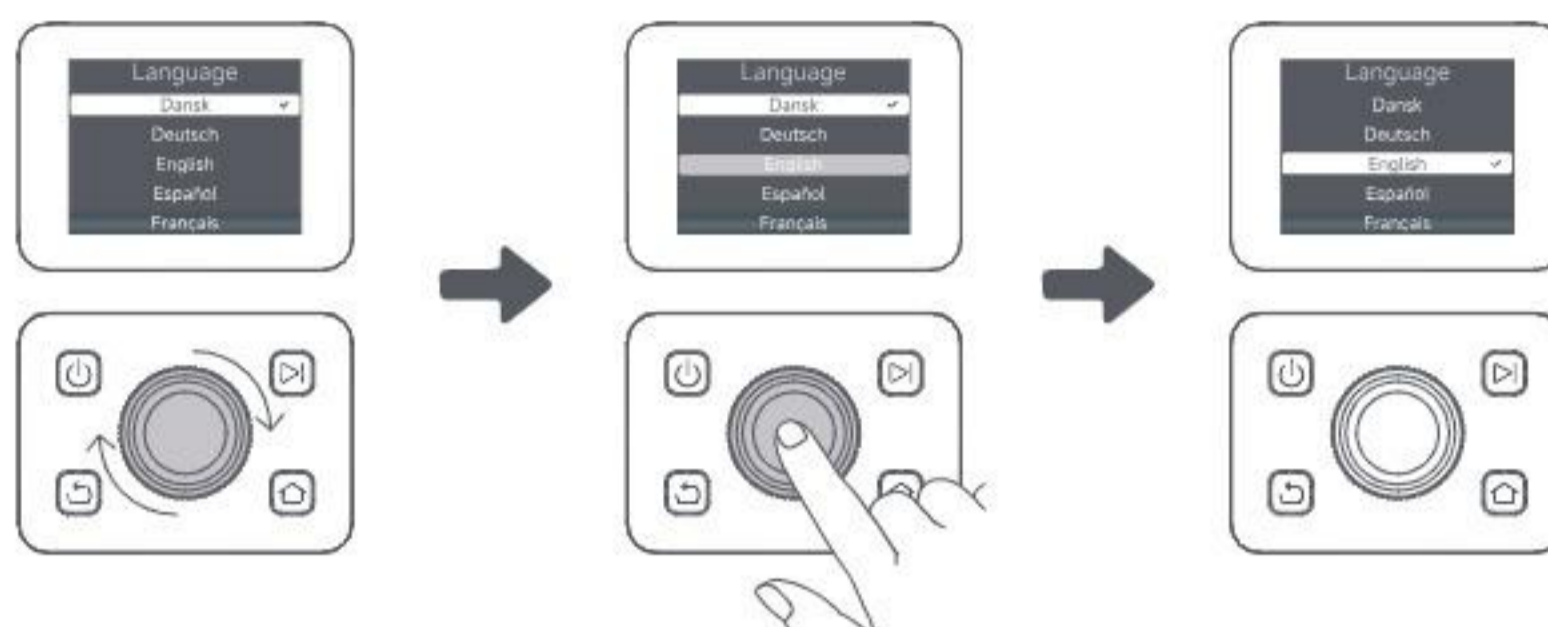 Language
Dansk
Deutsch
English
Español
Français
Language
Dansk
Deutsch
English
Español
Français
Language
Dansk
Deutsch
English
Español
Français